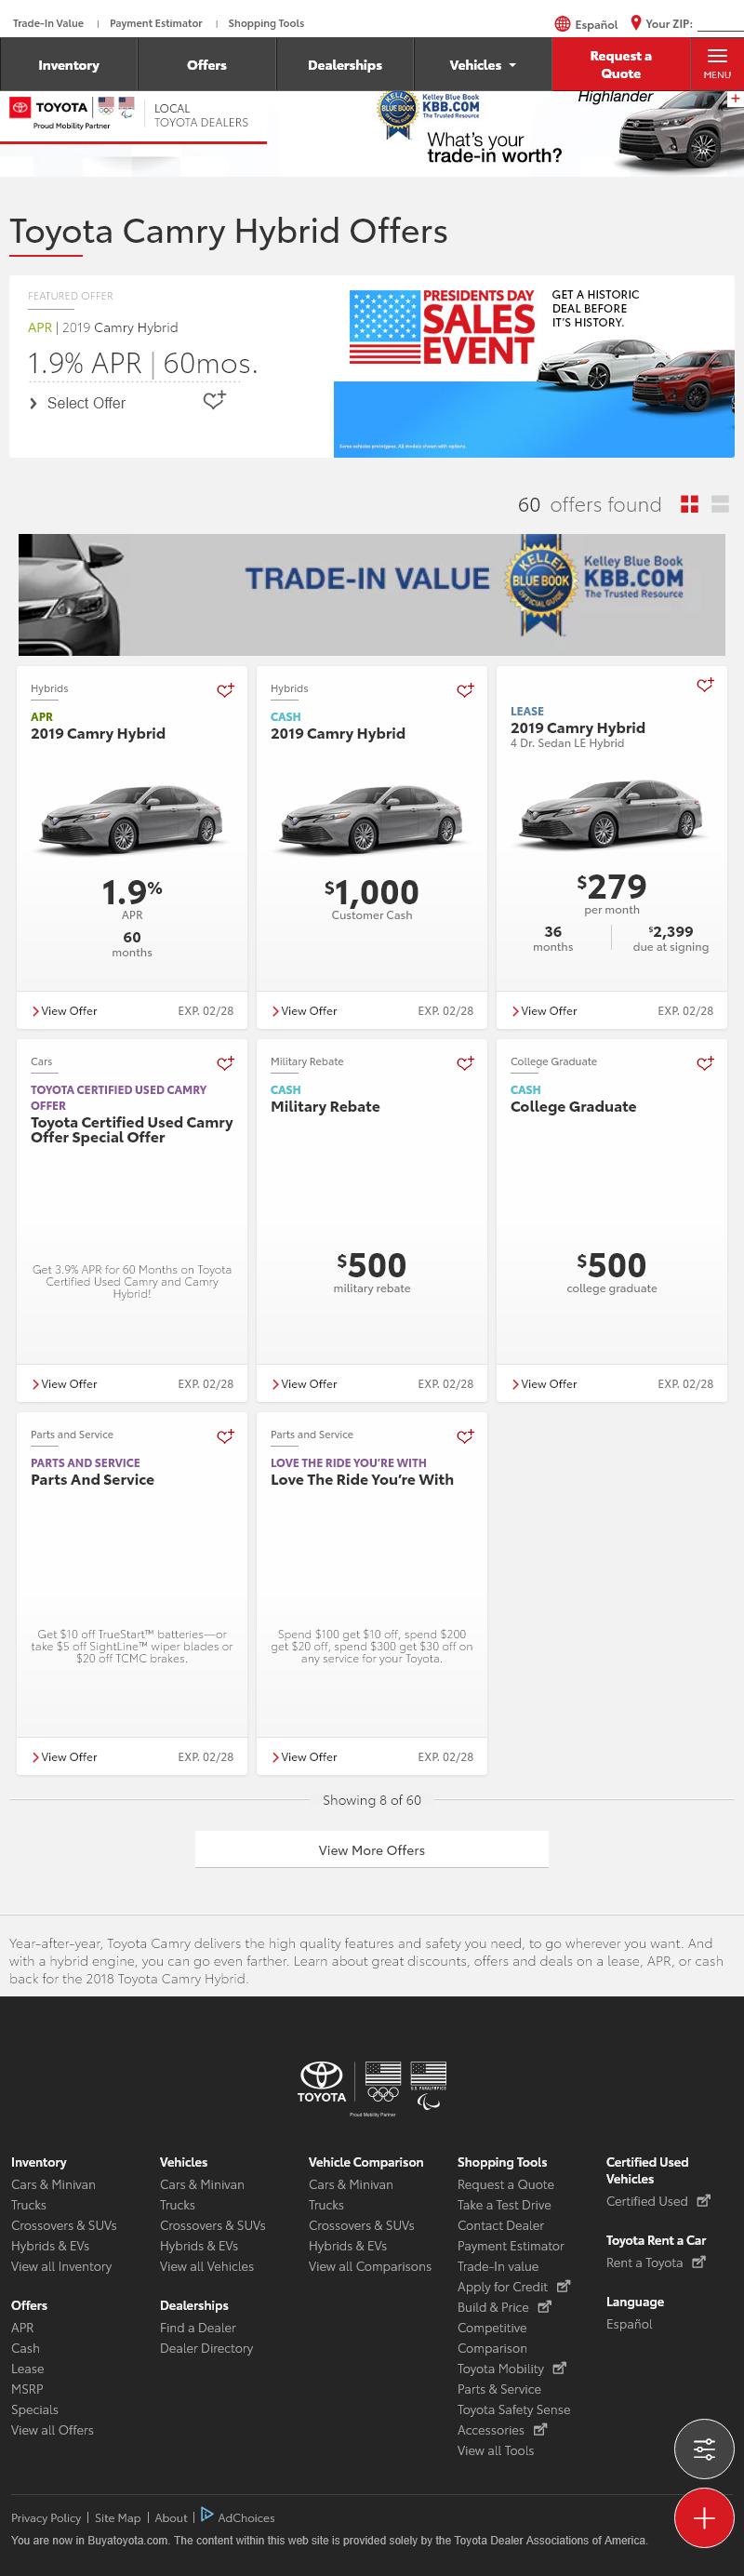 Trade-In Value | Payment Estimator | Shopping Tools
Español Your ZIP:
Inventory Offers Dealerships Vehicles Request a Quote MENU
TOYOTA
Proud Mobility Partner
LOCAL
TOYOTA DEALERS
Kelley Blue Book
KBB.COM
The Trusted Resource
What's your
trade-in worth?
Highlander
Toyota Camry Hybrid Offers
FEATURED OFFER
APR | 2019 Camry Hybrid
1.9% APR | 60mos.
Select Offer
PRESIDENTS DAY
SALES
EVENT
GET A HISTORIC
DEAL BEFORE
IT'S HISTORY.
Some vehicles prototypes. All models shown with options.
60 offers found
TRADE-IN VALUE
KELLEY
BLUE BOOK
OFFICIAL GUIDE
Kelley Blue Book
KBB.COM
The Trusted Resource
Hybrids
APR
2019 Camry Hybrid
1.9%
APR
60
months
View Offer EXP. 02/28
Hybrids
CASH
2019 Camry Hybrid
$1,000
Customer Cash
View Offer EXP. 02/28
LEASE
2019 Camry Hybrid
4 Dr. Sedan LE Hybrid
$279
per month
36
months
$2,399
due at signing
View Offer EXP. 02/28
Cars
TOYOTA CERTIFIED USED CAMRY
OFFER
Toyota Certified Used Camry
Offer Special Offer
Get 3.9% APR for 60 Months on Toyota
Certified Used Camry and Camry
Hybrid!
View Offer EXP. 02/28
Military Rebate
CASH
Military Rebate
$500
military rebate
View Offer EXP. 02/28
College Graduate
CASH
College Graduate
$500
college graduate
View Offer EXP. 02/28
Parts and Service
PARTS AND SERVICE
Parts And Service
Get $10 off TrueStart™ batteries—or
take $5 off SightLine™ wiper blades or
$20 off TCMC brakes.
View Offer EXP. 02/28
Parts and Service
LOVE THE RIDE YOU'RE WITH
Love The Ride You're With
Spend $100 get $10 off, spend $200
get $20 off, spend $300 get $30 off on
any service for your Toyota.
View Offer EXP. 02/28
Showing 8 of 60
View More Offers
Year-after-year, Toyota Camry delivers the high quality features and safety you need, to go wherever you want. And
with a hybrid engine, you can go even farther. Learn about great discounts, offers and deals on a lease, APR, or cash
back for the 2018 Toyota Camry Hybrid.
TOYOTA
U.S. PARALYMPICS
Proud Mobility Partner
Inventory
Cars & Minivan
Trucks
Crossovers & SUVs
Hybrids & EVs
View all Inventory
Offers
APR
Cash
Lease
MSRP
Specials
View all Offers
Vehicles
Cars & Minivan
Trucks
Crossovers & SUVs
Hybrids & EVs
View all Vehicles
Dealerships
Find a Dealer
Dealer Directory
Vehicle Comparison
Cars & Minivan
Trucks
Crossovers & SUVs
Hybrids & EVs
View all Comparisons
Shopping Tools
Request a Quote
Take a Test Drive
Contact Dealer
Payment Estimator
Trade-In value
Apply for Credit
Build & Price
Competitive
Comparison
Toyota Mobility
Parts & Service
Toyota Safety Sense
Accessories
View all Tools
Certified Used
Vehicles
Certified Used
Toyota Rent a Car
Rent a Toyota
Language
Español
Privacy Policy | Site Map | About | AdChoices
You are now in Buyatoyota.com. The content within this web site is provided solely by the Toyota Dealer Associations of America.